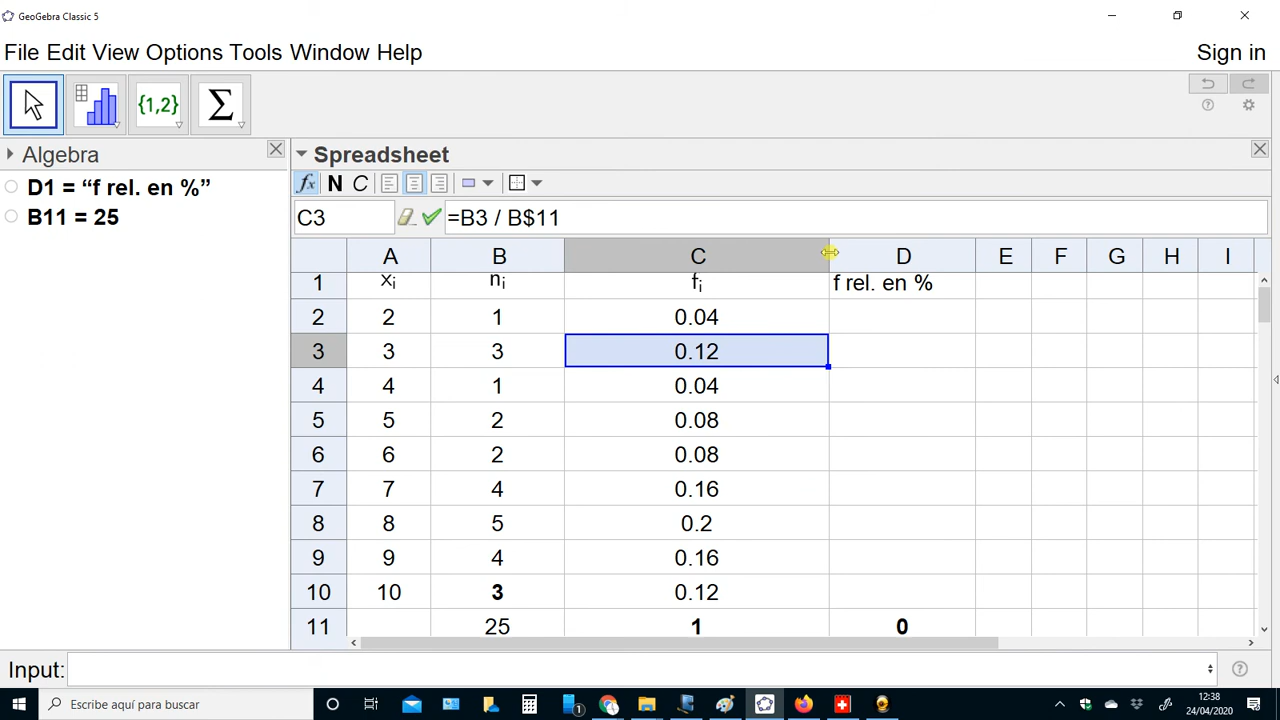 GeoGebra Classic 5
File Edit View Options Tools Window Help
Sign in
{1,2} Σ
Algebra
D1 = “f rel. en %”
B11 = 25
Spreadsheet
fx N C
C3
=B3 / B$11
A B C D E F G H I
1 xi ni fi f rel. en %
2 2 1 0.04
3 3 3 0.12
4 4 1 0.04
5 5 2 0.08
6 6 2 0.08
7 7 4 0.16
8 8 5 0.2
9 9 4 0.16
10 10 3 0.12
11 25 1 0
Input:
Escribe aquí para buscar
1
12:38
24/04/2020